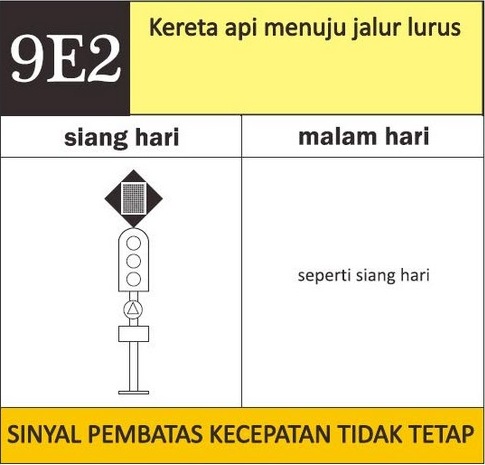 9E2
Kereta api menuju jalur lurus
siang hari
malam hari
seperti siang hari
SINYAL PEMBATAS KECEPATAN TIDAK TETAP